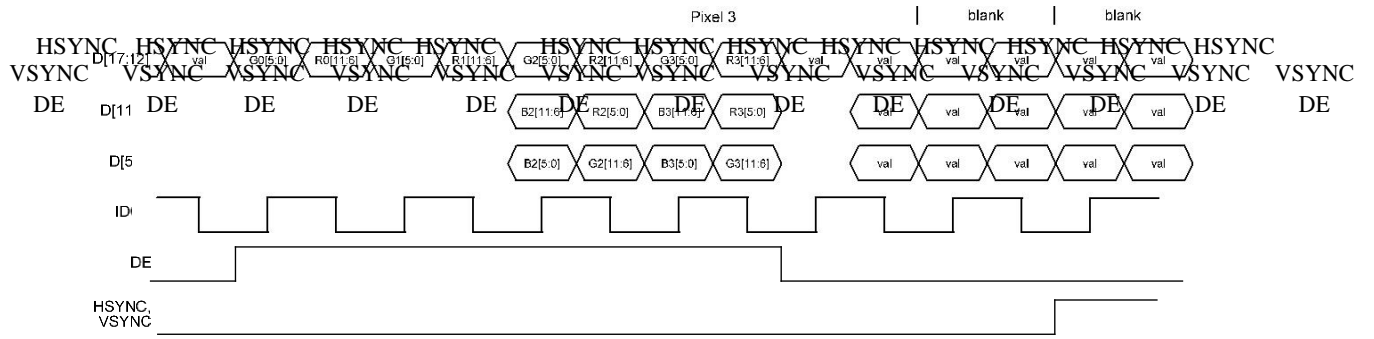 Pixel 3 blank blank
HSYNC HSYNC HSYNC HSYNC HSYNC HSYNC HSYNC HSYNC HSYNC HSYNC HSYNC HSYNC
D[17:12] val G0[5:0] R0[11:6] G1[5:0] R1[11:6] G2[5:0] R2[11:6] G3[5:0] R3[11:6] val val val val val val
VSYNC VSYNC VSYNC VSYNC VSYNC VSYNC VSYNC VSYNC VSYNC VSYNC VSYNC VSYNC VSYNC
DE DE DE DE DE DE DE DE DE DE DE DE DE
D[11 B2[11:6] R2[5:0] B3[11:6] R3[5:0] val val val val val
D[5 B2[5:0] G2[11:6] B3[5:0] G3[11:6] val val val val val
ID
DE
HSYNC,
VSYNC